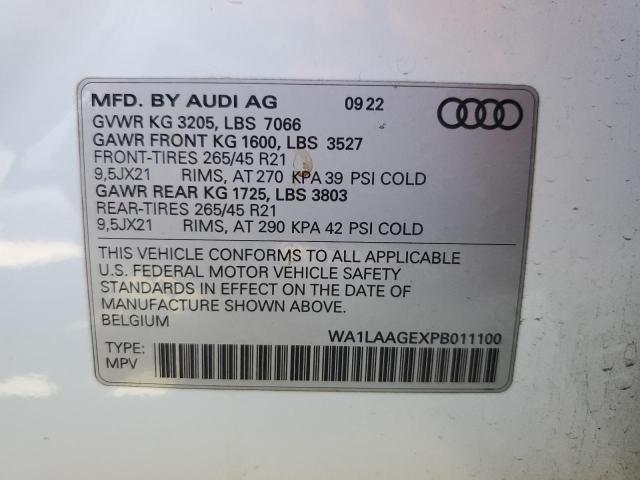 MFD. BY AUDI AG 09 22
GVWR KG 3205, LBS 7066
GAWR FRONT KG 1600, LBS 3527
FRONT-TIRES 265/45 R21
9,5JX21 RIMS, AT 270 KPA 39 PSI COLD
GAWR REAR KG 1725, LBS 3803
REAR-TIRES 265/45 R21
9,5JX21 RIMS, AT 290 KPA 42 PSI COLD
THIS VEHICLE CONFORMS TO ALL APPLICABLE
U.S. FEDERAL MOTOR VEHICLE SAFETY
STANDARDS IN EFFECT ON THE DATE OF
MANUFACTURE SHOWN ABOVE.
BELGIUM
WA1LAAGEXPB011100
TYPE:
MPV